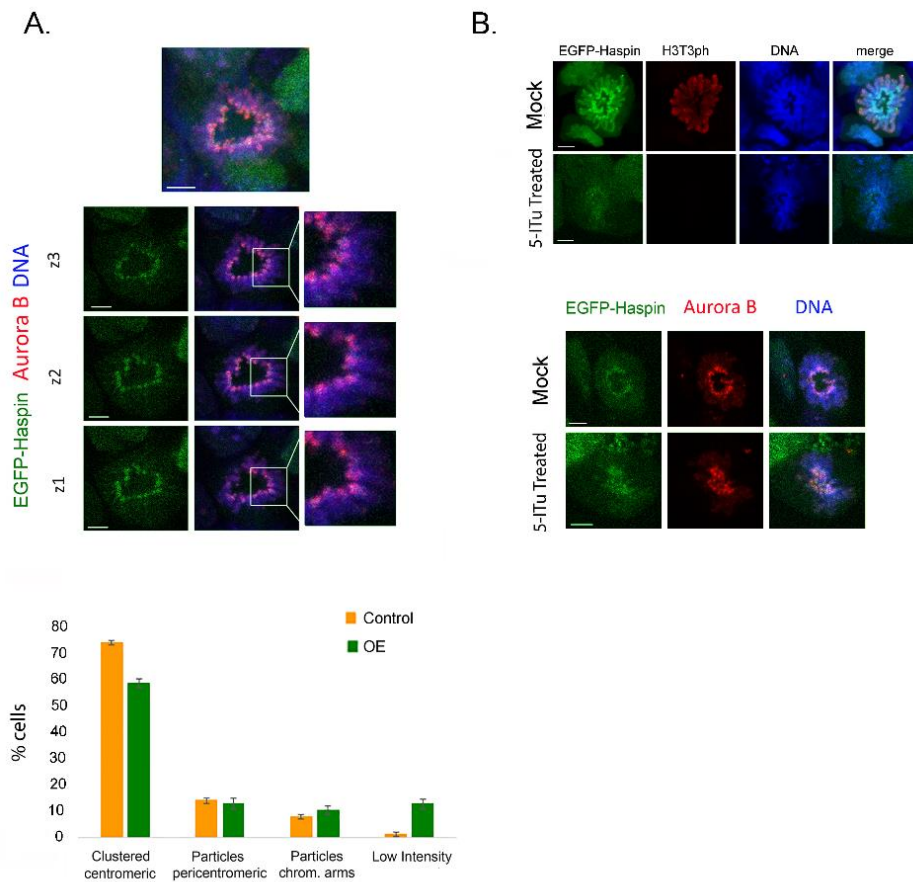 A.
B.
EGFP-Haspin H3T3ph DNA merge
Mock
5-ITu Treated
EGFP-Haspin Aurora B DNA
z3
z2
z1
EGFP-Haspin Aurora B DNA
Mock
5-ITu Treated
Control
OE
% cells
80
70
60
50
40
30
20
10
0
Clustered centromeric
Particles pericentromeric
Particles chrom. arms
Low Intensity